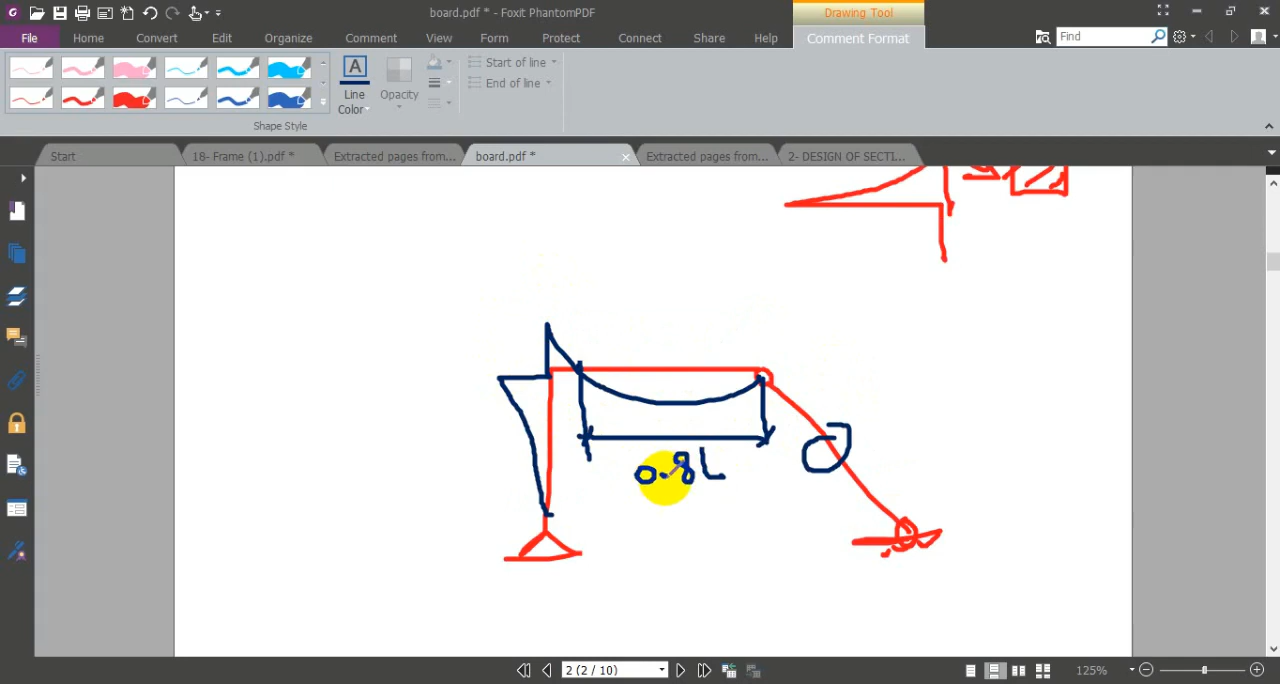 board.pdf * - Foxit PhantomPDF
Drawing Tool
File Home Convert Edit Organize Comment View Form Protect Connect Share Help Comment Format
Find
Line Color
Opacity
Start of line
End of line
Shape Style
Start
18- Frame (1).pdf *
Extracted pages from...
board.pdf *
Extracted pages from...
2- DESIGN OF SECTI...
0.8L
2 (2 / 10)
125%